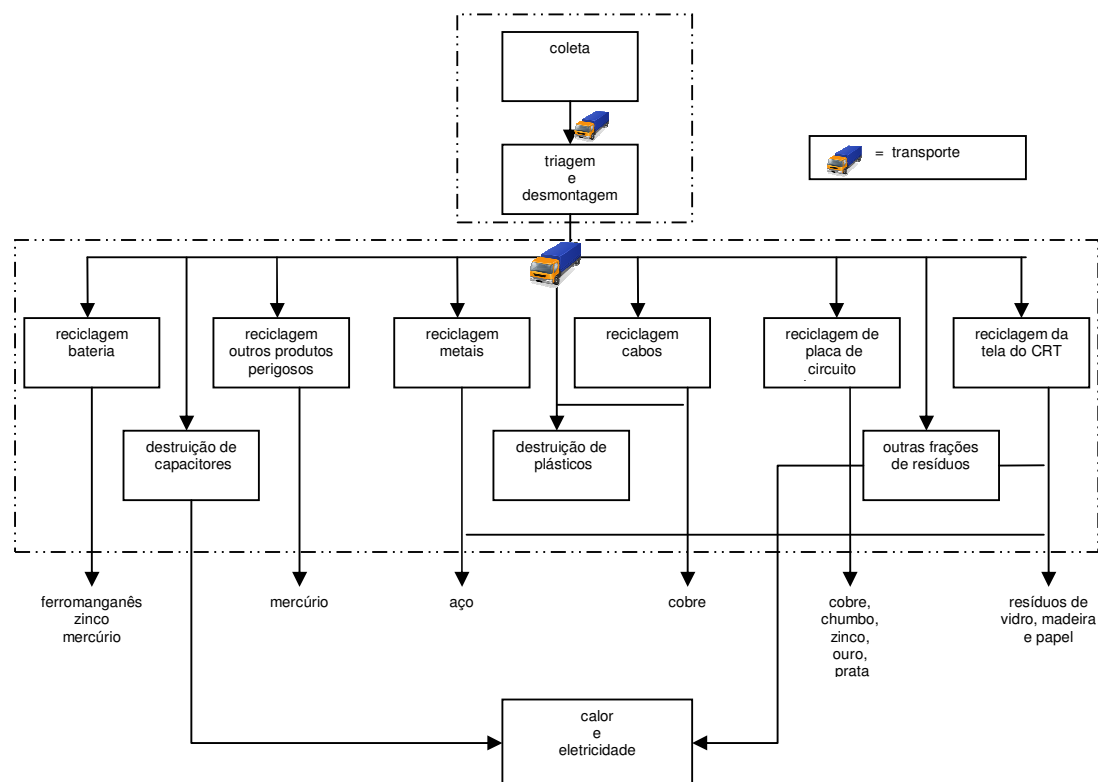 coleta
triagem
e
desmontagem
= transporte
reciclagem
bateria
reciclagem
outros produtos
perigosos
reciclagem
metais
reciclagem
cabos
reciclagem de
placa de
circuito
reciclagem da
tela do CRT
destruição de
capacitores
destruição de
plásticos
outras frações
de resíduos
ferromanganês
zinco
mercúrio
mercúrio
aço
cobre
cobre,
chumbo,
zinco,
ouro,
prata
resíduos de
vidro, madeira
e papel
calor
e
eletricidade